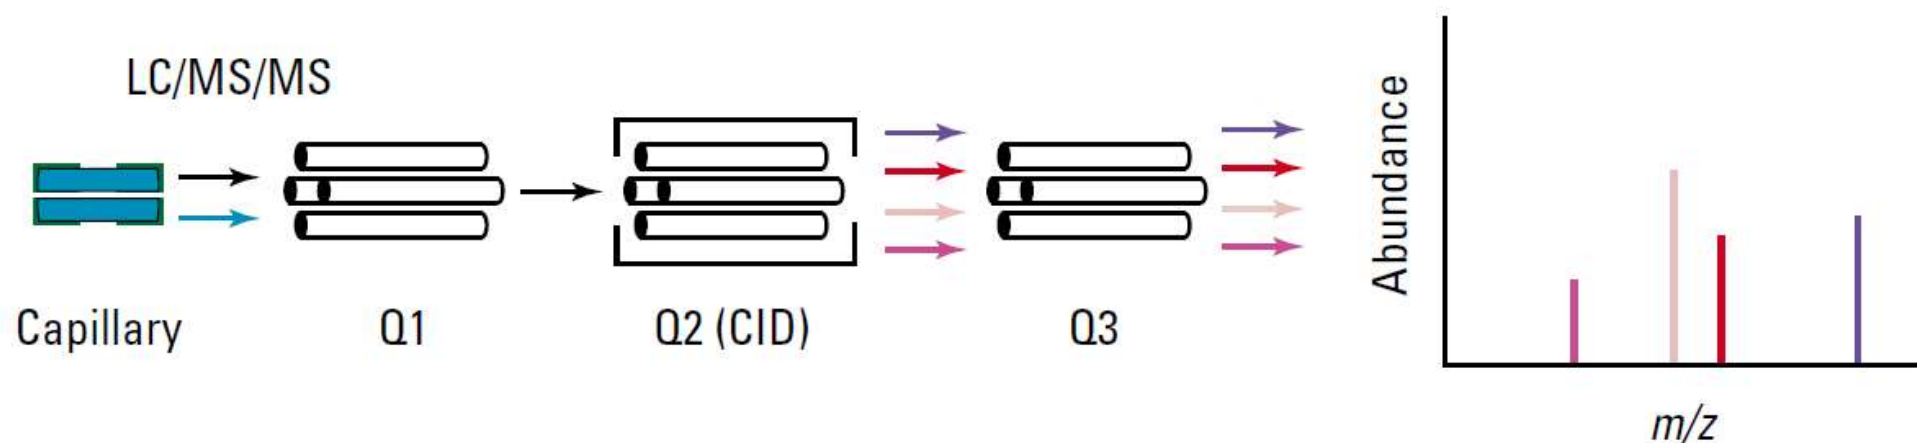 LC/MS/MS
Capillary
Q1
Q2 (CID)
Q3
Abundance
m/z